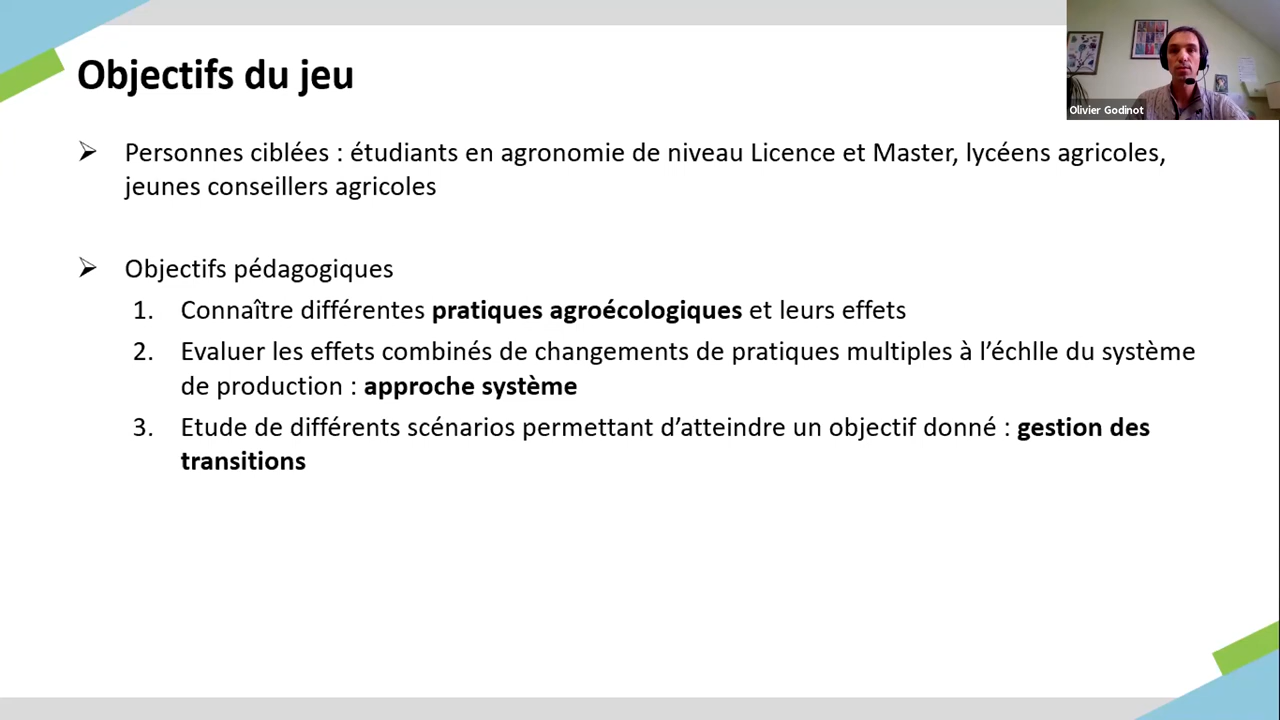 Objectifs du jeu
Olivier Godinot
Personnes ciblées : étudiants en agronomie de niveau Licence et Master, lycéens agricoles,
jeunes conseillers agricoles
Objectifs pédagogiques
1. Connaître différentes pratiques agroécologiques et leurs effets
2. Evaluer les effets combinés de changements de pratiques multiples à l’échlle du système
de production : approche système
3. Etude de différents scénarios permettant d’atteindre un objectif donné : gestion des
transitions